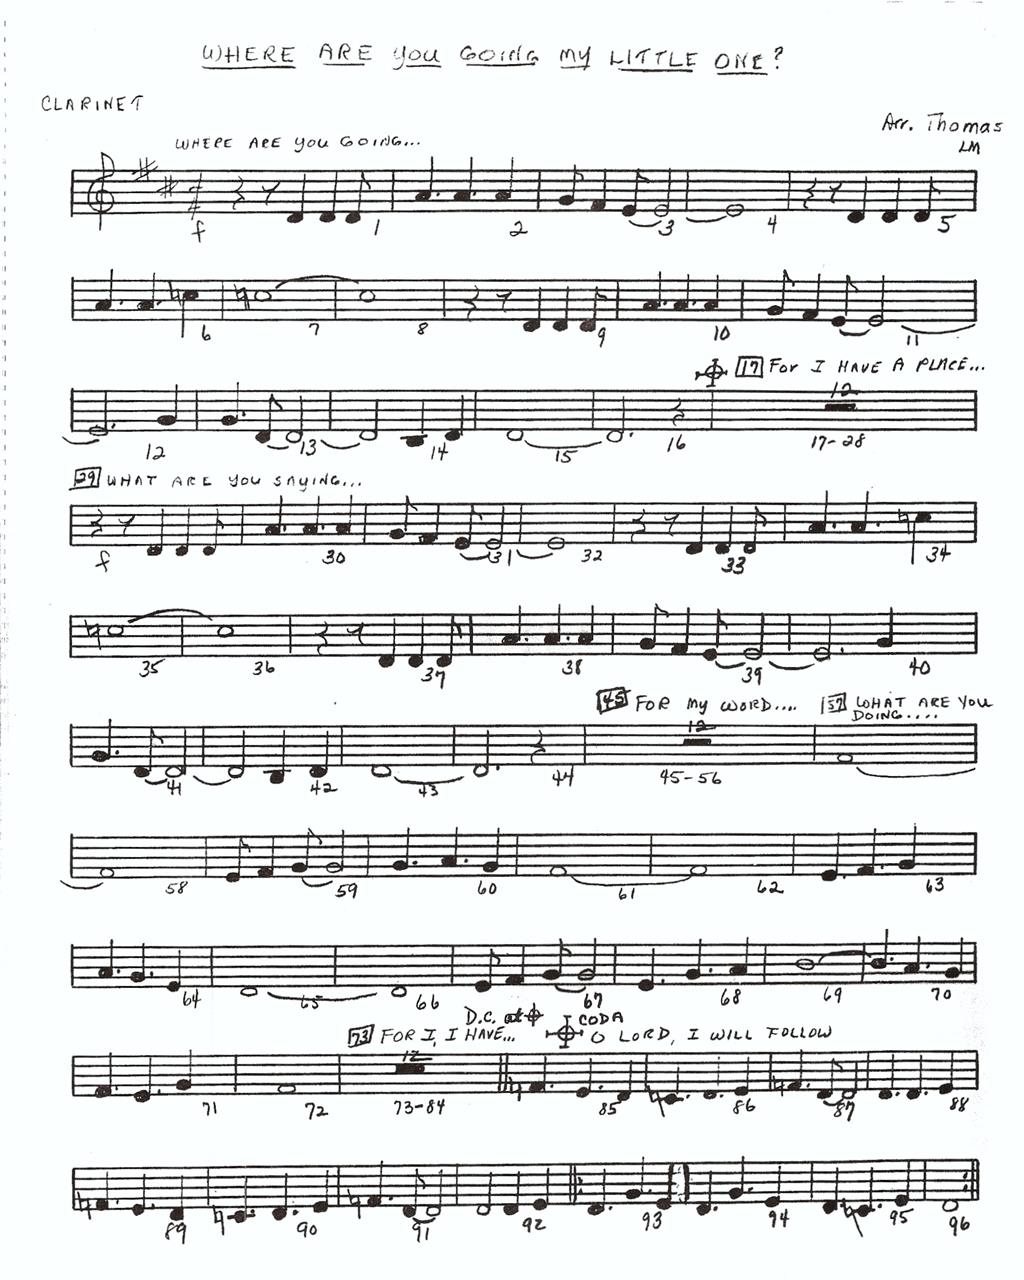 WHERE ARE YOU GOING MY LITTLE ONE?
CLARINET
Arr. Thomas
LM
WHERE ARE YOU GOING...
f 1 2 3 4 5
6 7 8 9 10 11
17 FOR I HAVE A PLACE...
12
12 13 14 15 16 17-28
29 WHAT ARE YOU SAYING...
f 30 31 32 33 34
35 36 37 38 39 40
45 FOR MY WORD.... 57 WHAT ARE YOU
DOING....
12
41 42 43 44 45-56
58 59 60 61 62 63
64 65 66 67 68 69 70
D.C. at CODA
73 FOR I, I HAVE... O LORD, I WILL FOLLOW
12
71 72 73-84 85 86 87 88
89 90 91 92 93 94 95 96